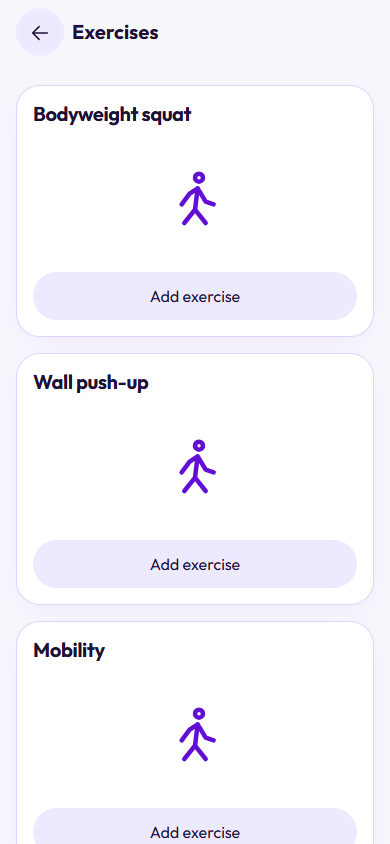 Exercises
Bodyweight squat
Add exercise
Wall push-up
Add exercise
Mobility
Add exercise